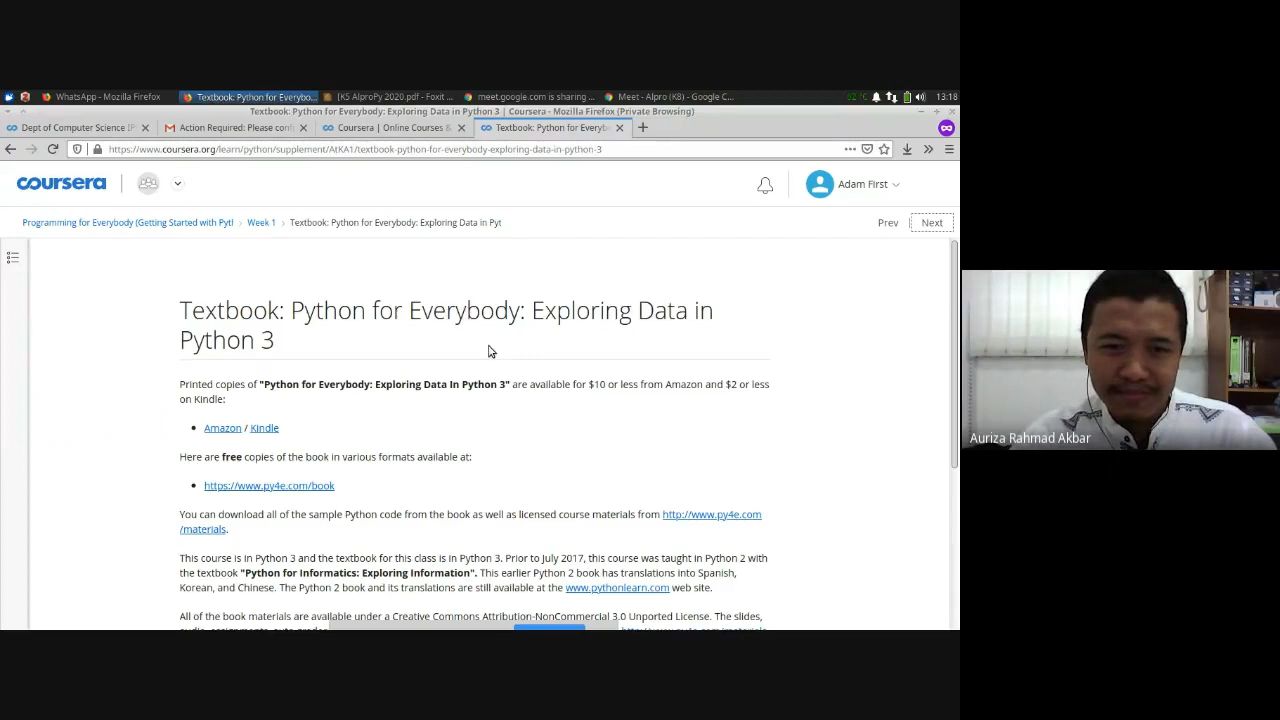 WhatsApp - Mozilla Firefox
Textbook: Python for Everybo...
[K5 AlproPy 2020.pdf - Foxit ...
meet.google.com is sharing ...
Meet - Alpro (K8) - Google C...
13:18
Textbook: Python for Everybody: Exploring Data in Python 3 | Coursera - Mozilla Firefox (Private Browsing)
Dept of Computer Science [P
Action Required: Please conf
Coursera | Online Courses &
Textbook: Python for Everyb
https://www.coursera.org/learn/python/supplement/AtKA1/textbook-python-for-everybody-exploring-data-in-python-3
coursera
Adam First
Programming for Everybody (Getting Started with Pyt
Week 1
Textbook: Python for Everybody: Exploring Data in Pyt
Prev
Next
Textbook: Python for Everybody: Exploring Data in
Python 3
Printed copies of "Python for Everybody: Exploring Data In Python 3" are available for $10 or less from Amazon and $2 or less
on Kindle:
Amazon / Kindle
Here are free copies of the book in various formats available at:
https://www.py4e.com/book
You can download all of the sample Python code from the book as well as licensed course materials from http://www.py4e.com
/materials.
This course is in Python 3 and the textbook for this class is in Python 3. Prior to July 2017, this course was taught in Python 2 with
the textbook "Python for Informatics: Exploring Information". This earlier Python 2 book has translations into Spanish,
Korean, and Chinese. The Python 2 book and its translations are still available at the www.pythonlearn.com web site.
All of the book materials are available under a Creative Commons Attribution-NonCommercial 3.0 Unported License. The slides,
Auriza Rahmad Akbar